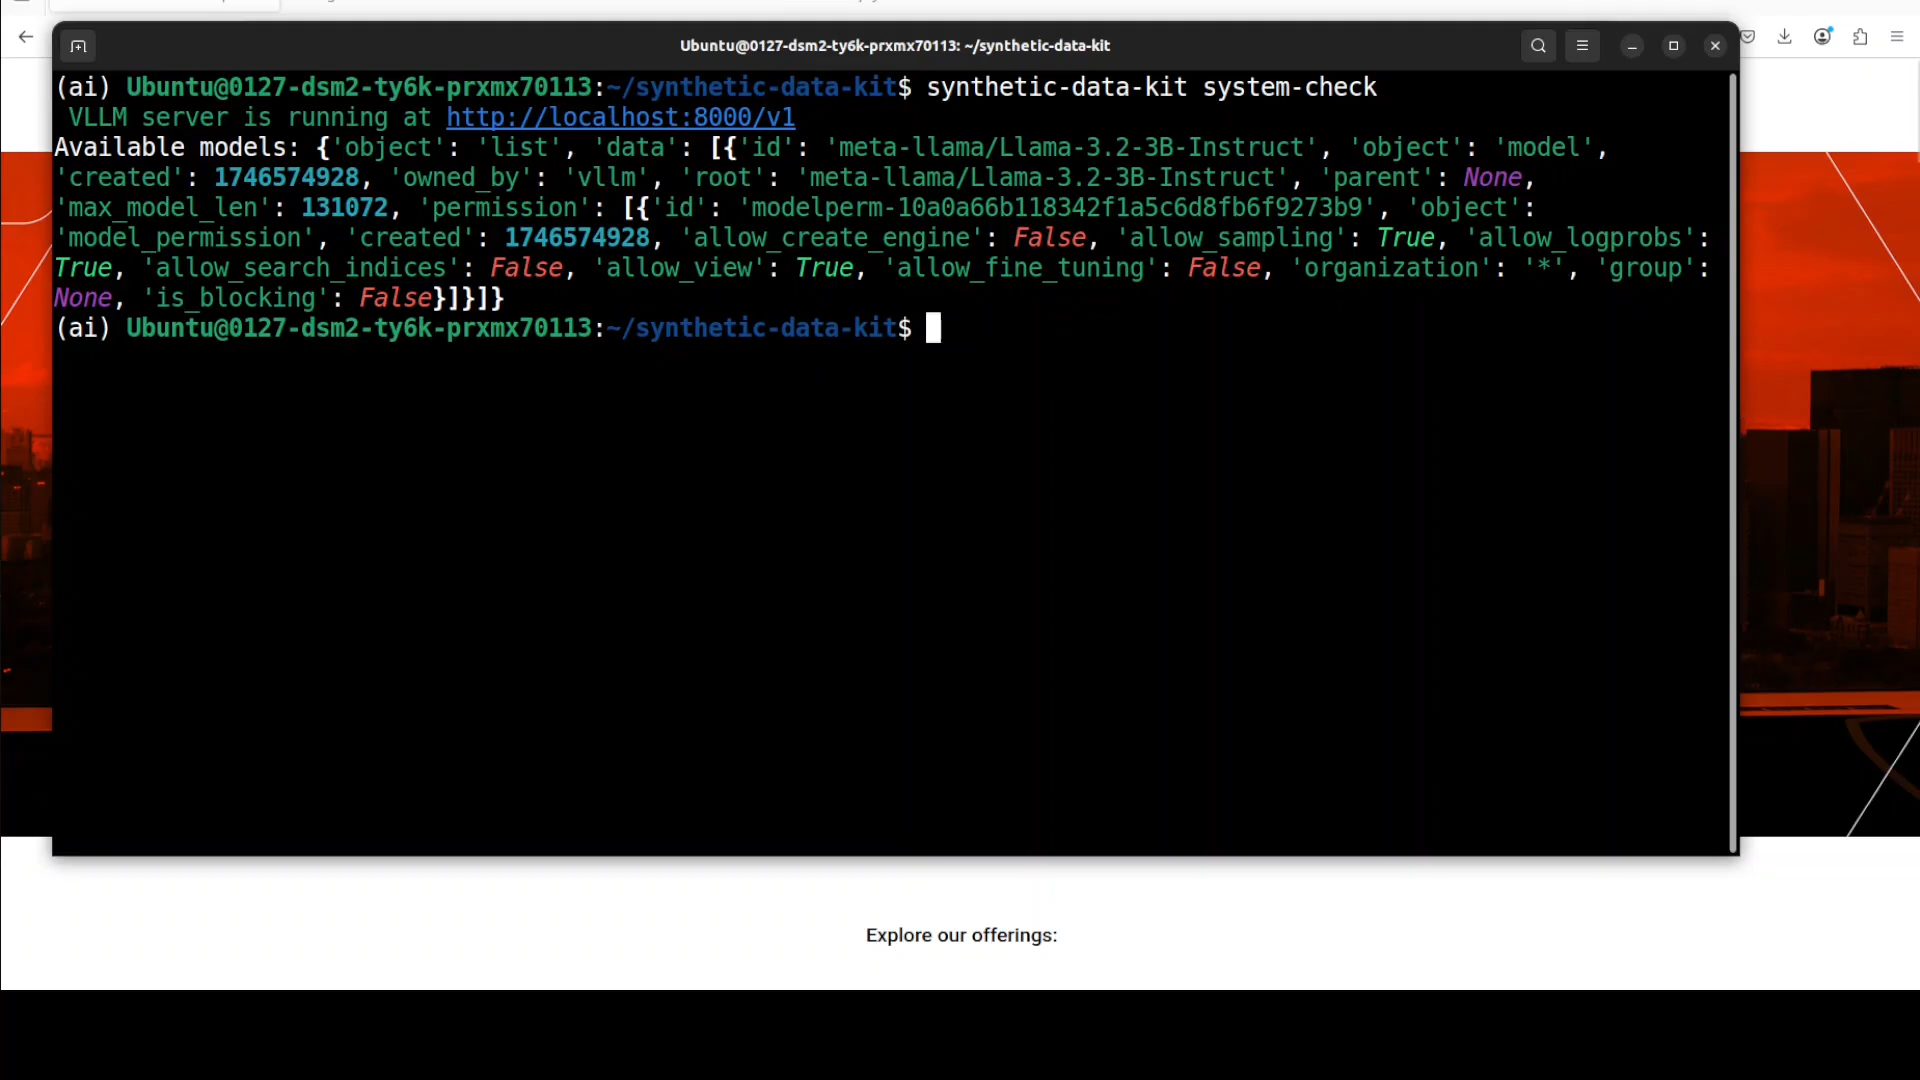 Ubuntu@0127-dsm2-ty6k-prxmx70113: ~/synthetic-data-kit
(ai) Ubuntu@0127-dsm2-ty6k-prxmx70113:~/synthetic-data-kit$ synthetic-data-kit system-check
VLLM server is running at http://localhost:8000/v1
Available models: {'object': 'list', 'data': [{'id': 'meta-llama/Llama-3.2-3B-Instruct', 'object': 'model',
'created': 1746574928, 'owned_by': 'vllm', 'root': 'meta-llama/Llama-3.2-3B-Instruct', 'parent': None,
'max_model_len': 131072, 'permission': [{'id': 'modelperm-10a0a66b118342f1a5c6d8fb6f9273b9', 'object':
'model_permission', 'created': 1746574928, 'allow_create_engine': False, 'allow_sampling': True, 'allow_logprobs':
True, 'allow_search_indices': False, 'allow_view': True, 'allow_fine_tuning': False, 'organization': '*', 'group':
None, 'is_blocking': False}]}]}
(ai) Ubuntu@0127-dsm2-ty6k-prxmx70113:~/synthetic-data-kit$
Explore our offerings: